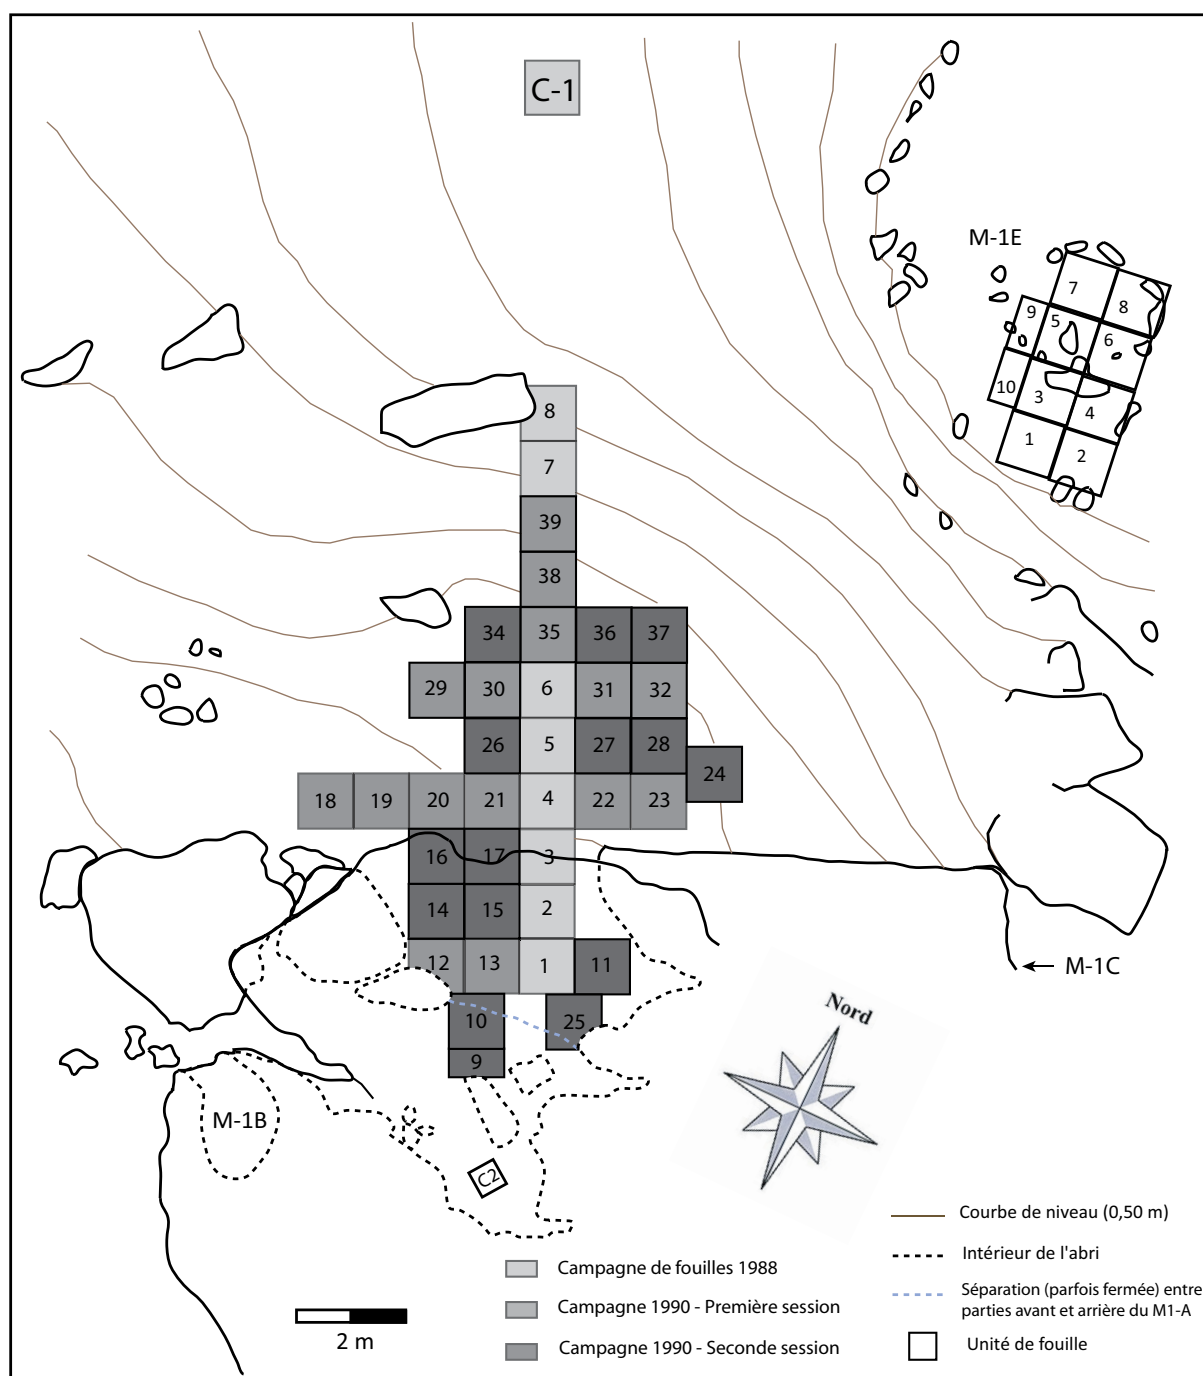 C-1
M-1E
7
8
9 5
6
10 3
4
1
2
8
7
39
38
34 35 36 37
29 30 6 31 32
26 5 27 28
24
18 19 20 21 4 22 23
16 17 3
14 15 2
12 13 1 11
M-1C
10 25
9
Nord
M-1B
C2
Courbe de niveau (0,50 m)
Intérieur de l'abri
Séparation (parfois fermée) entre
parties avant et arrière du M1-A
Unité de fouille
Campagne de fouilles 1988
Campagne 1990 - Première session
Campagne 1990 - Seconde session
2 m